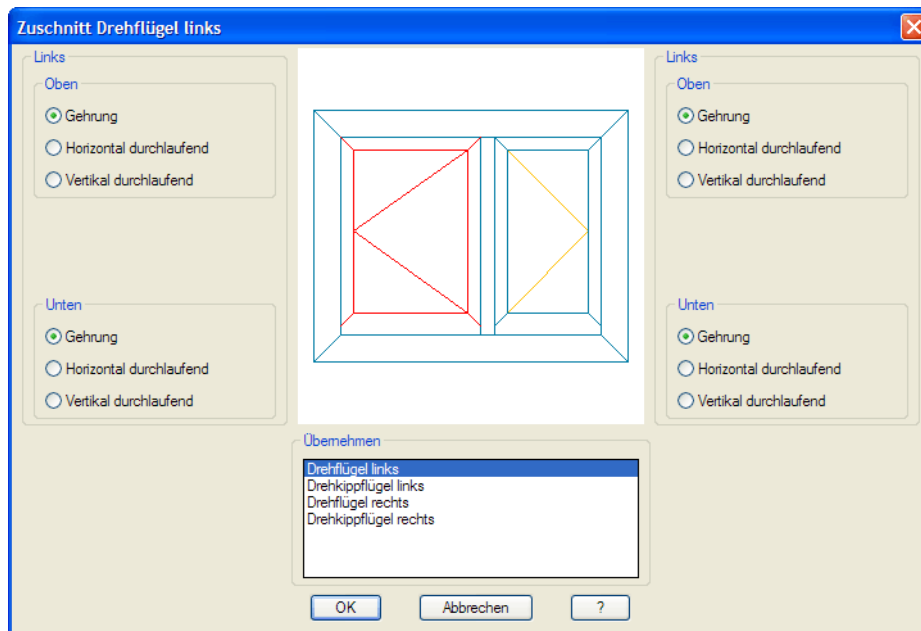 Zuschnitt Drehflügel links
Links
Oben
Gehrung
Horizontal durchlaufend
Vertikal durchlaufend
Unten
Gehrung
Horizontal durchlaufend
Vertikal durchlaufend
Links
Oben
Gehrung
Horizontal durchlaufend
Vertikal durchlaufend
Unten
Gehrung
Horizontal durchlaufend
Vertikal durchlaufend
Übernehmen
Drehflügel links
Drehkippflügel links
Drehflügel rechts
Drehkippflügel rechts
OK
Abbrechen
?